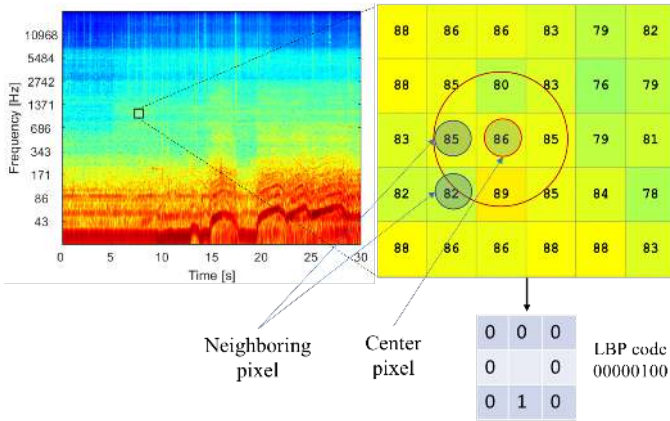 10968
5484
2742
1371
686
343
171
86
43
Frequency [Hz]
0 5 10 15 20 25 30
Time [s]
88 86 86 83 79 82
88 85 80 83 76 79
83 85 86 85 79 81
82 82 89 85 84 78
88 86 86 88 88 83
Neighboring
pixel
Center
pixel
0 0 0
0 0
0 1 0
LBP code
00000100